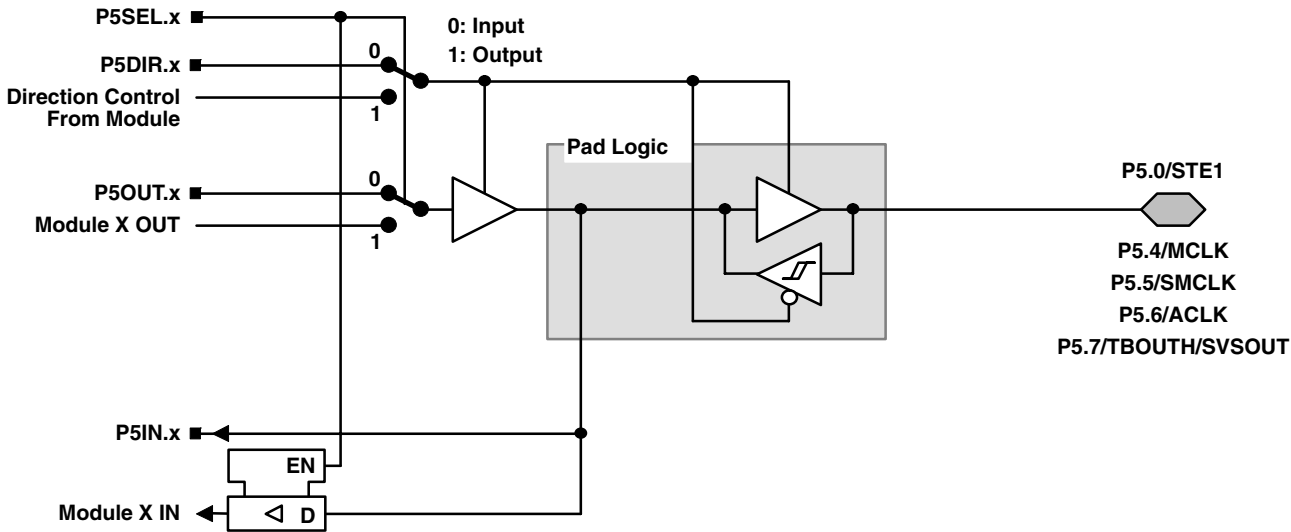 P5SEL.x
0: Input
1: Output
P5DIR.x
0
Direction Control
From Module
1
Pad Logic
P5OUT.x
0
Module X OUT
1
P5.0/STE1
P5.4/MCLK
P5.5/SMCLK
P5.6/ACLK
P5.7/TBOUTH/SVSOUT
P5IN.x
EN
Module X IN
D